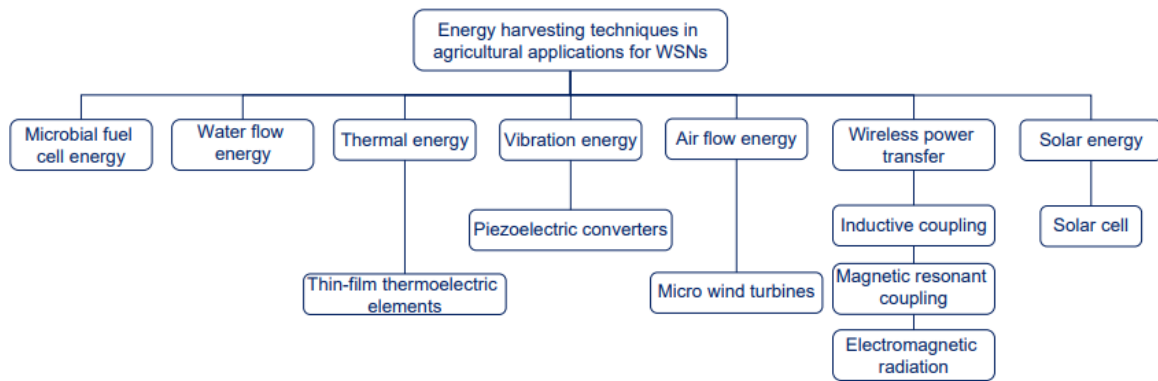 Energy harvesting techniques in
agricultural applications for WSNs
Microbial fuel
cell energy
Water flow
energy
Thermal energy
Vibration energy
Air flow energy
Wireless power
transfer
Solar energy
Piezoelectric converters
Inductive coupling
Solar cell
Thin-film thermoelectric
elements
Micro wind turbines
Magnetic resonant
coupling
Electromagnetic
radiation